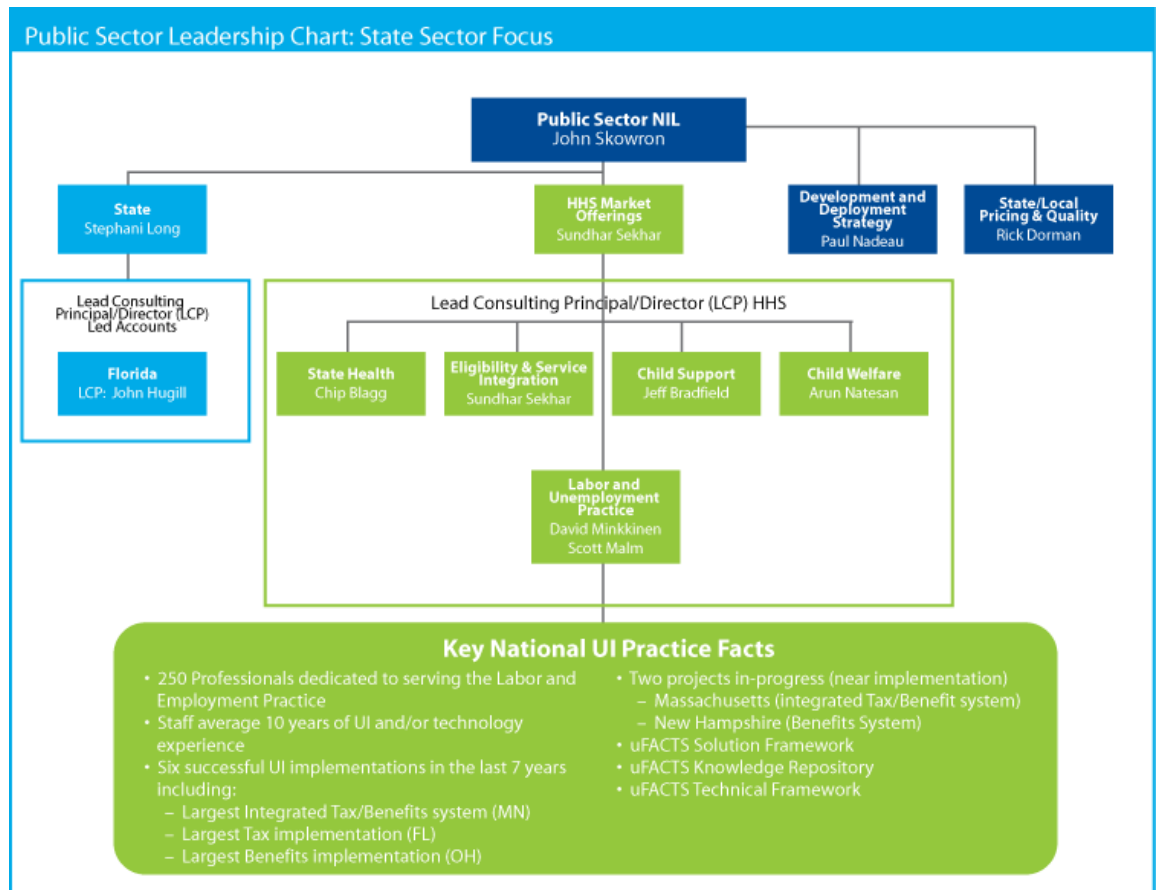 Public Sector Leadership Chart: State Sector Focus
Public Sector NIL
John Skowron
State
Stephani Long
HHS Market
Offerings
Sundhar Sekhar
Development and
Deployment
Strategy
Paul Nadeau
State/Local
Pricing & Quality
Rick Dorman
Lead Consulting
Principal/Director (LCP)
Led Accounts
Florida
LCP: John Hugill
Lead Consulting Principal/Director (LCP) HHS
State Health
Chip Blagg
Eligibility & Service
Integration
Sundhar Sekhar
Child Support
Jeff Bradfield
Child Welfare
Arun Natesan
Labor and
Unemployment
Practice
David Minkkinen
Scott Malm
Key National UI Practice Facts
• 250 Professionals dedicated to serving the Labor and
Employment Practice
• Staff average 10 years of UI and/or technology
experience
• Six successful UI implementations in the last 7 years
including:
– Largest Integrated Tax/Benefits system (MN)
– Largest Tax implementation (FL)
– Largest Benefits implementation (OH)
• Two projects in-progress (near implementation)
– Massachusetts (integrated Tax/Benefit system)
– New Hampshire (Benefits System)
• uFACTS Solution Framework
• uFACTS Knowledge Repository
• uFACTS Technical Framework